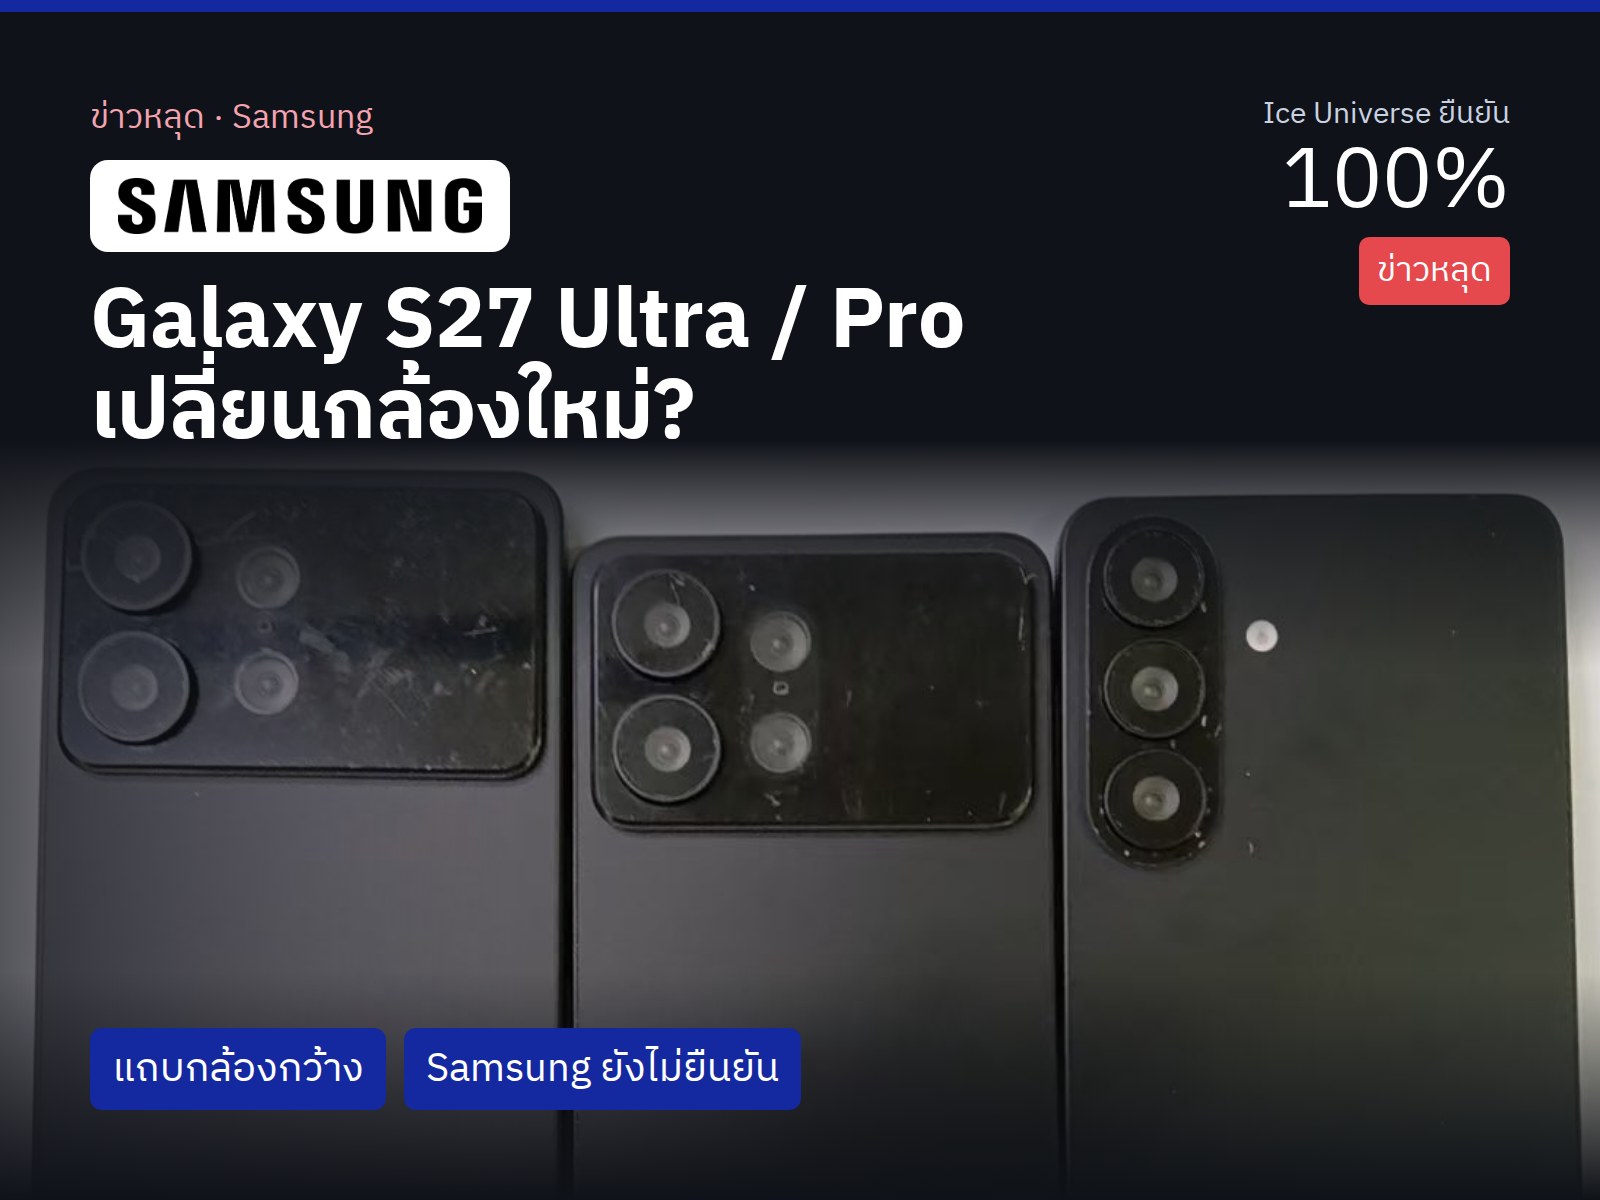 ข่าวหลุด · Samsung
SAMSUNG
Galaxy S27 Ultra / Pro
เปลี่ยนกล้องใหม่?
Ice Universe ยืนยัน
100%
ข่าวหลุด
แถบกล้องกว้าง
Samsung ยังไม่ยืนยัน